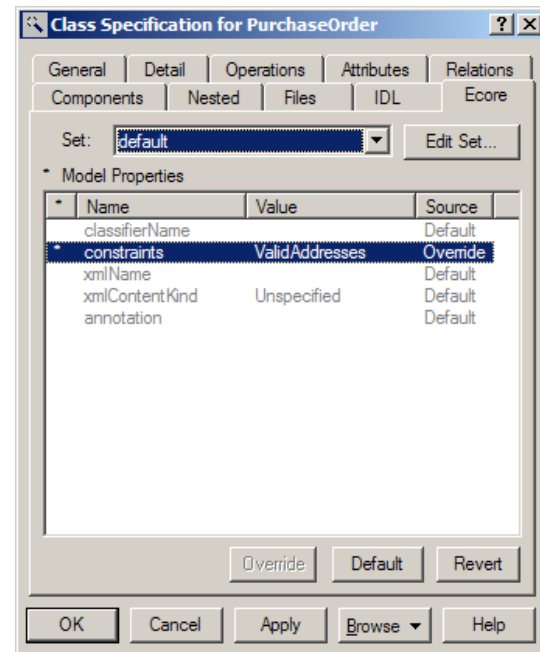 Class Specification for PurchaseOrder ? X
General Detail Operations Attributes Relations
Components Nested Files IDL Ecore
Set: default Edit Set...
* Model Properties
* Name Value Source
classifierName Default
* constraints ValidAddresses Override
xmlName Default
xmlContentKind Unspecified Default
annotation Default
Override Default Revert
OK Cancel Apply Browse Help